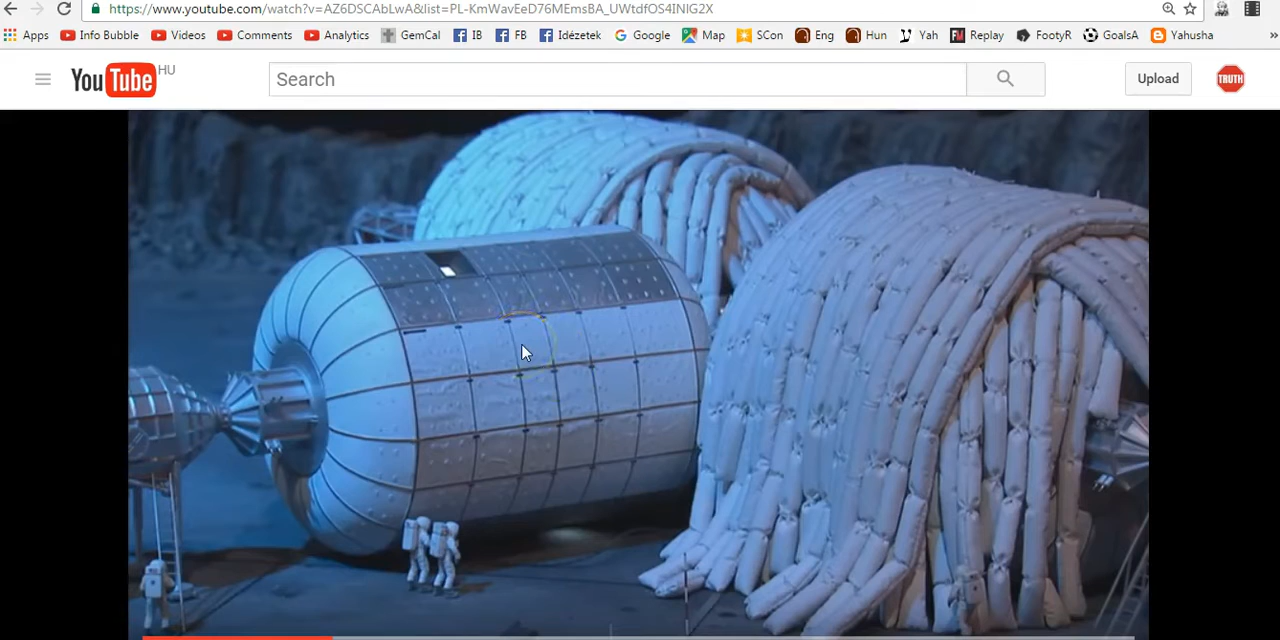 https://www.youtube.com/watch?v=AZ6DSCAbLwA&list=PL-KmWavEeD76MEmsBA_UWtdfOS4INIG2X
Apps Info Bubble Videos Comments Analytics GemCal IB FB Idézetek Google Map SCon Eng Hun Yah Replay FootyR GoalsA Yahusha »
YouTube HU Search Upload TRUTH